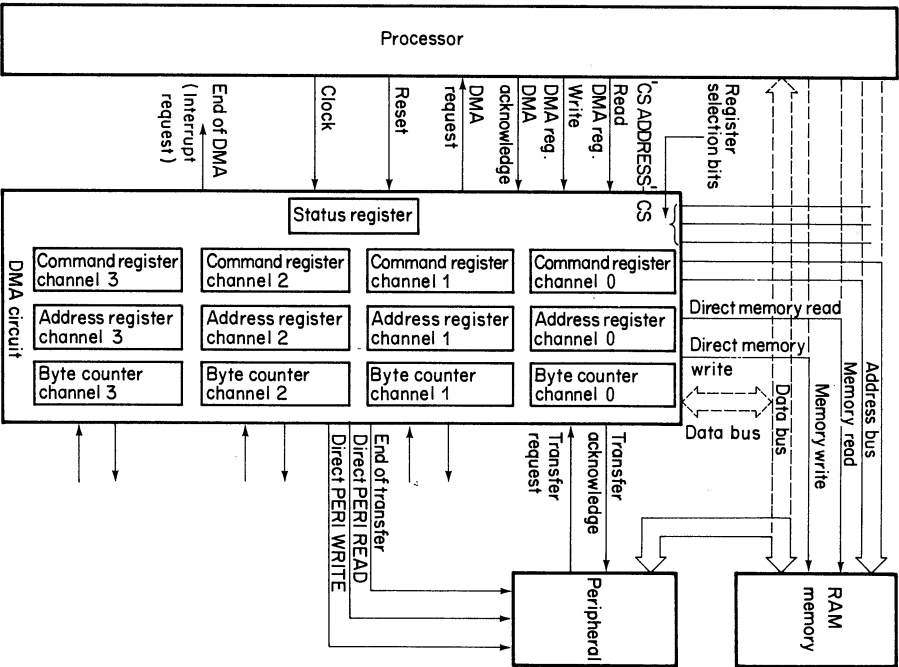 Processor
End of DMA
(Interrupt
request)
Clock
Reset
DMA
request
DMA
acknowledge
DMA reg.
Write
DMA reg.
Read
'CS ADDRESS' CS
Register
selection bits
DMA circuit
Status register
Command register
channel 3
Command register
channel 2
Command register
channel 1
Command register
channel 0
Address register
channel 3
Address register
channel 2
Address register
channel 1
Address register
channel 0
Byte counter
channel 3
Byte counter
channel 2
Byte counter
channel 1
Byte counter
channel 0
Direct memory read
Direct memory
write
Data bus
Data bus
Memory write
Memory read
Address bus
Direct PERI WRITE
Direct PERI READ
End of transfer
Transfer
request
Transfer
acknowledge
Peripheral
RAM
memory